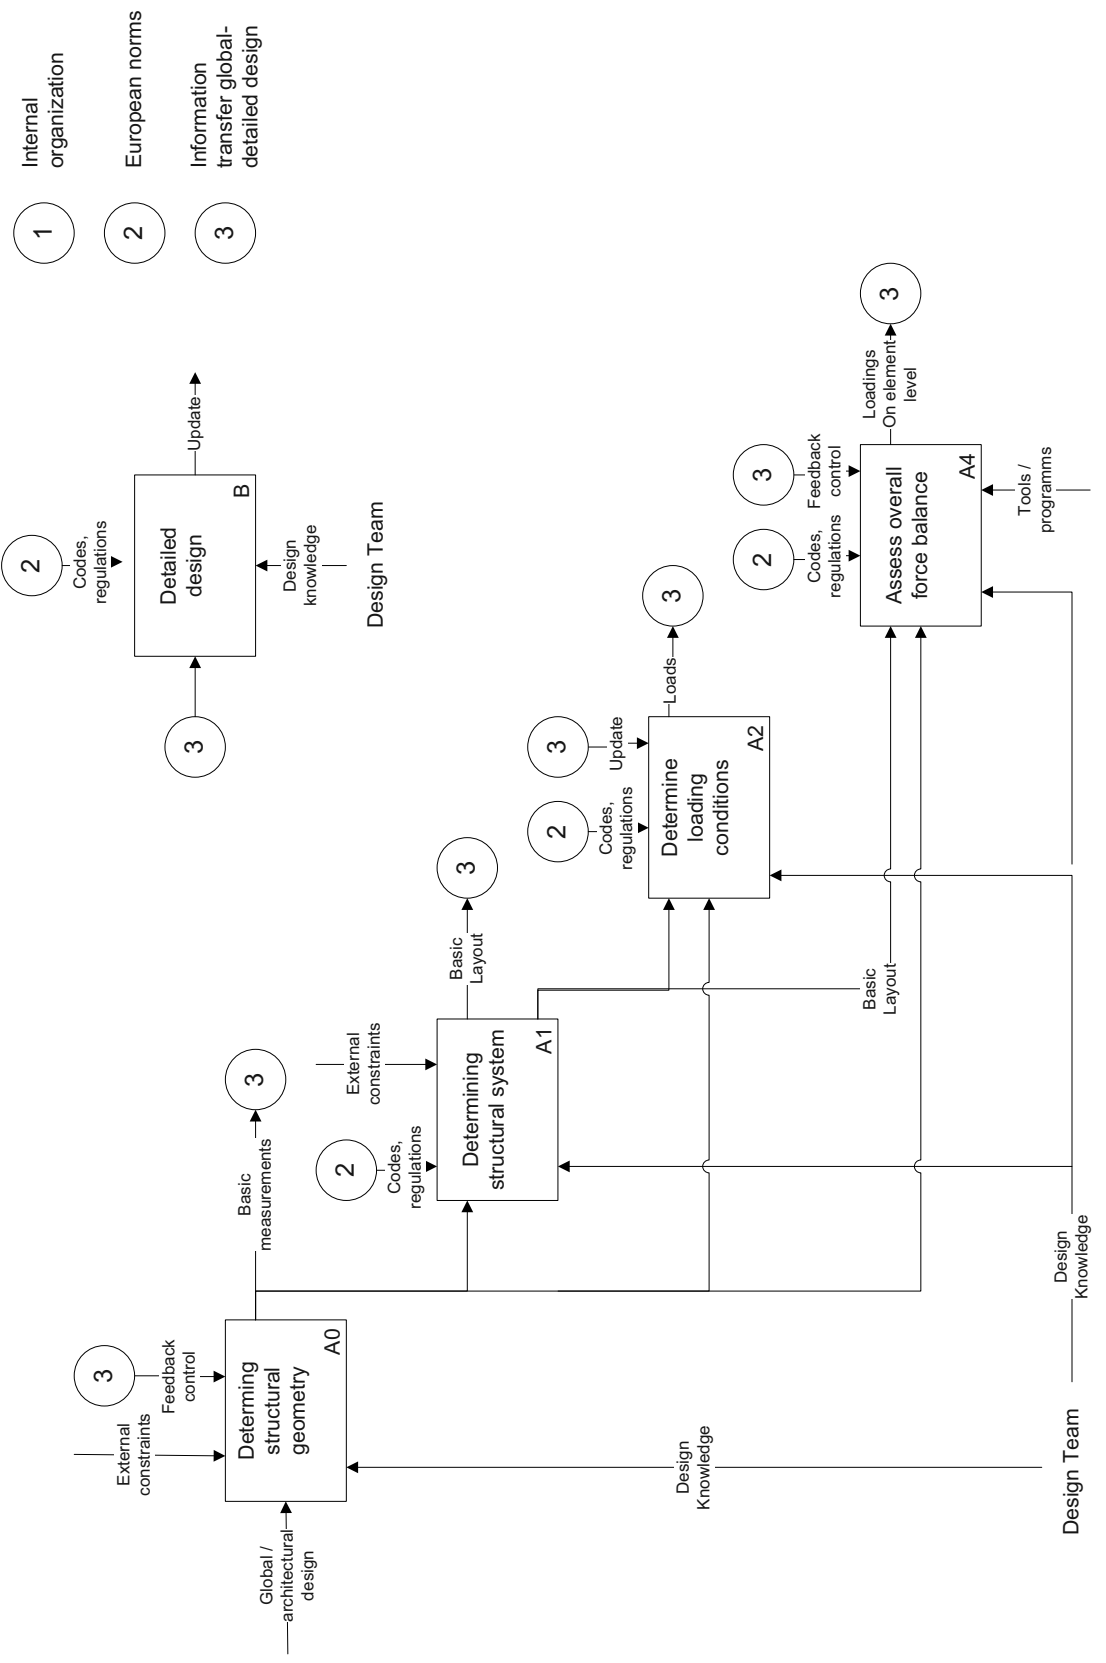 1
Internal
organization
2
European norms
3
Information
transfer global-
detailed design
2
Codes,
regulations
3
Detailed
design
B
Update
Design
knowledge
Design Team
External
constraints
3
Feedback
control
Global /
architectural
design
Determing
structural
geometry
A0
Basic
measurements
3
Design
Knowledge
2
Codes,
regulations
External
constraints
Determining
structural system
A1
Basic
Layout
3
2
Codes,
regulations
3
Update
Determine
loading
conditions
A2
Loads
3
Basic
Layout
2
Codes,
regulations
3
Feedback
control
Assess overall
force balance
A4
Loadings
On element
level
3
Tools /
programms
Design Team
Design
Knowledge